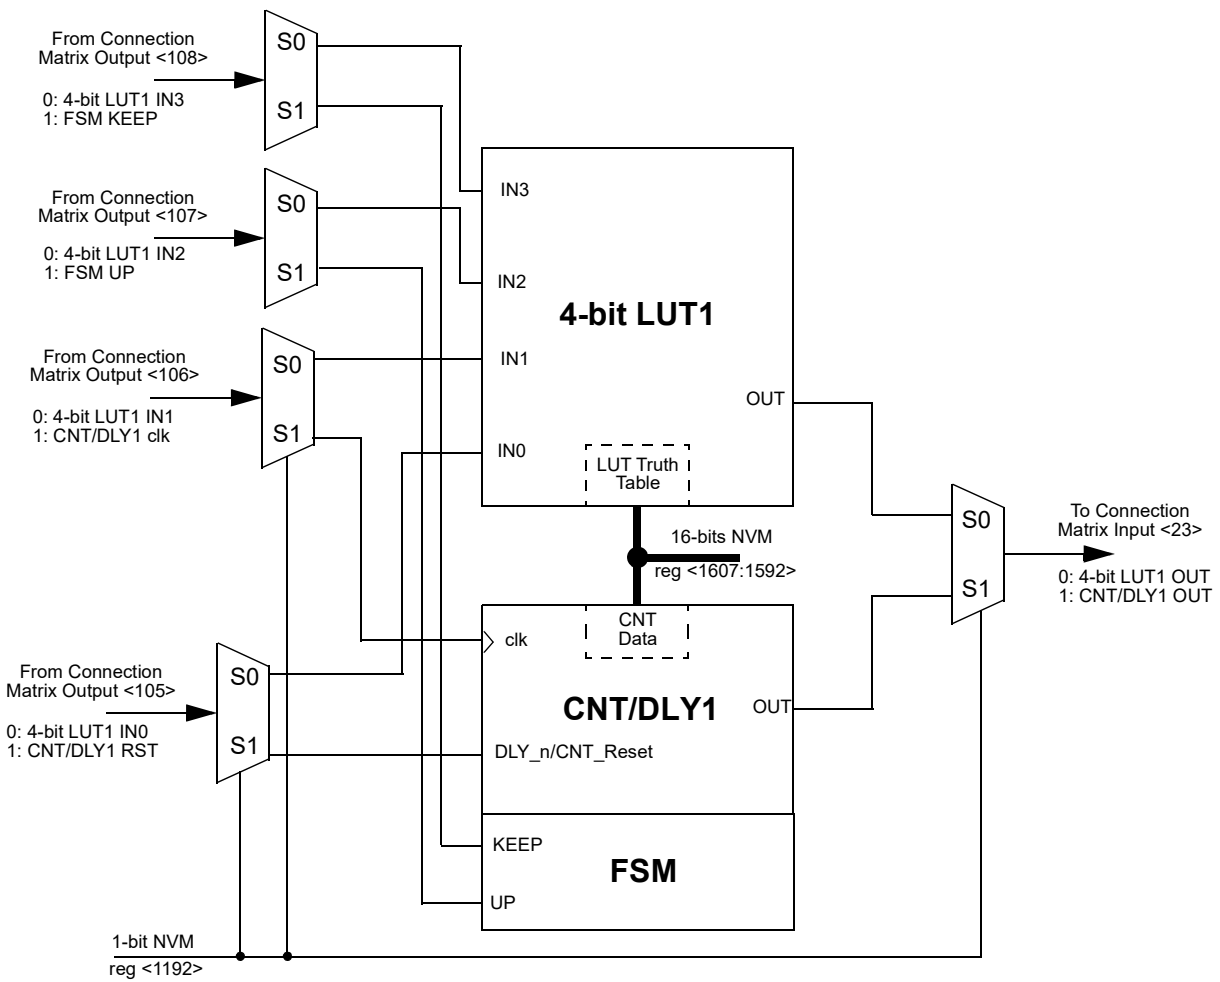 From Connection
Matrix Output <108>
0: 4-bit LUT1 IN3
1: FSM KEEP
S0
S1
From Connection
Matrix Output <107>
0: 4-bit LUT1 IN2
1: FSM UP
S0
S1
From Connection
Matrix Output <106>
0: 4-bit LUT1 IN1
1: CNT/DLY1 clk
S0
S1
From Connection
Matrix Output <105>
0: 4-bit LUT1 IN0
1: CNT/DLY1 RST
S0
S1
IN3
IN2
IN1
IN0
4-bit LUT1
OUT
LUT Truth
Table
16-bits NVM
reg <1607:1592>
CNT
Data
clk
CNT/DLY1
OUT
DLY_n/CNT_Reset
KEEP
FSM
UP
S0
S1
To Connection
Matrix Input <23>
0: 4-bit LUT1 OUT
1: CNT/DLY1 OUT
1-bit NVM
reg <1192>